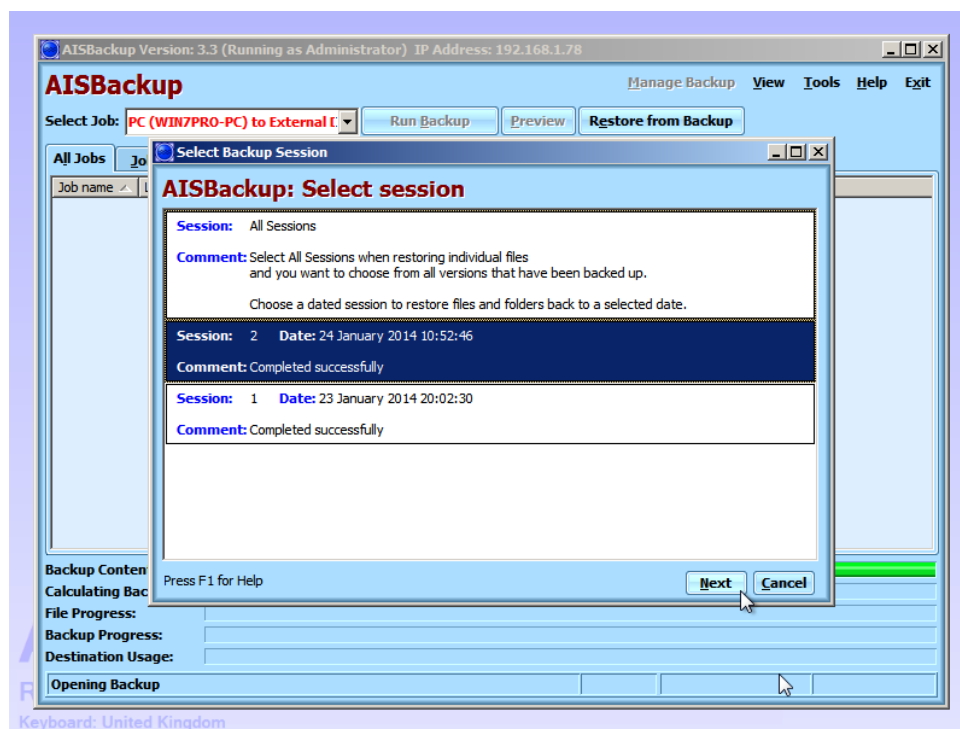 AISBackup Version: 3.3 (Running as Administrator) IP Address: 192.168.1.78
AISBackup
Manage Backup View Tools Help Exit
Select Job: PC (WIN7PRO-PC) to External Run Backup Preview Restore from Backup
All Jobs Jo
Job name L
Select Backup Session
AISBackup: Select session
Session: All Sessions
Comment: Select All Sessions when restoring individual files
and you want to choose from all versions that have been backed up.
Choose a dated session to restore files and folders back to a selected date.
Session: 2 Date: 24 January 2014 10:52:46
Comment: Completed successfully
Session: 1 Date: 23 January 2014 20:02:30
Comment: Completed successfully
Press F1 for Help Next Cancel
Backup Conten
Calculating Bac
File Progress:
Backup Progress:
Destination Usage:
Opening Backup
Keyboard: United Kingdom